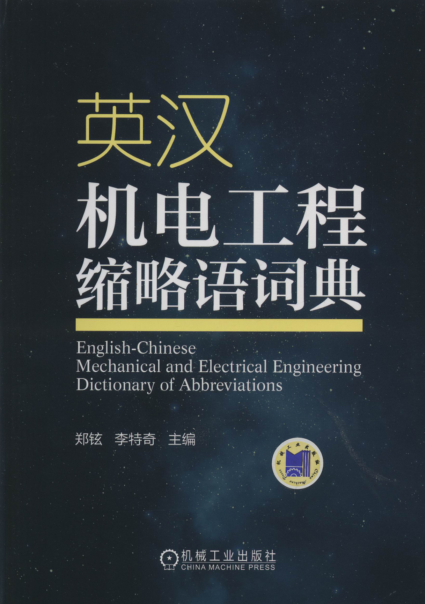 英汉
机电工程
缩略语词典
English-Chinese
Mechanical and Electrical Engineering
Dictionary of Abbreviations
郑铉 李特奇 主编
机械工业出版社
CHINA MACHINE PRESS